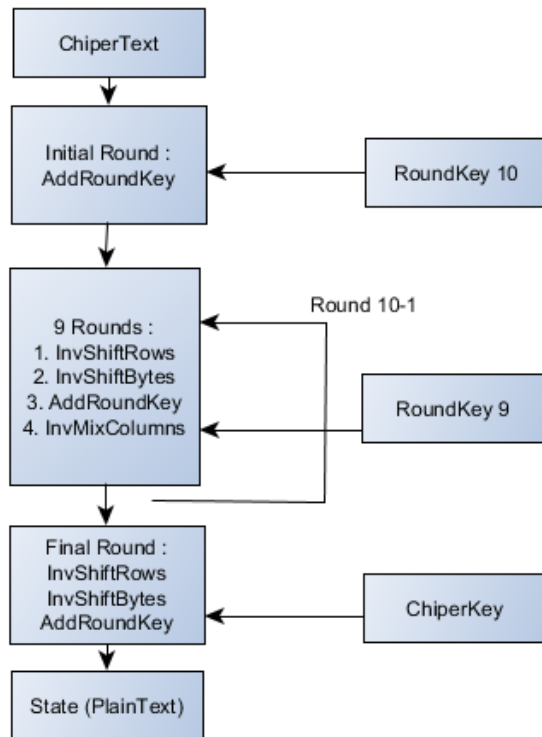 ChiperText
Initial Round :
AddRoundKey
RoundKey 10
Round 10-1
9 Rounds :
1. InvShiftRows
2. InvShiftBytes
3. AddRoundKey
4. InvMixColumns
RoundKey 9
Final Round :
InvShiftRows
InvShiftBytes
AddRoundKey
ChiperKey
State (PlainText)